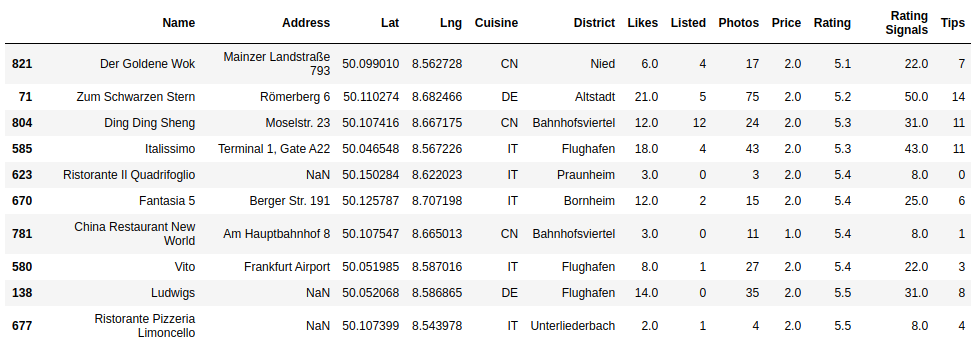 Name Address Lat Lng Cuisine District Likes Listed Photos Price Rating Rating Signals Tips
821 Der Goldene Wok Mainzer Landstraße 793 50.099010 8.562728 CN Nied 6.0 4 17 2.0 5.1 22.0 7
71 Zum Schwarzen Stern Römerberg 6 50.110274 8.682466 DE Altstadt 21.0 5 75 2.0 5.2 50.0 14
804 Ding Ding Sheng Moselstr. 23 50.107416 8.667175 CN Bahnhofsviertel 12.0 12 24 2.0 5.3 31.0 11
585 Italissimo Terminal 1, Gate A22 50.046548 8.567226 IT Flughafen 18.0 4 43 2.0 5.3 43.0 11
623 Ristorante Il Quadrifoglio NaN 50.150284 8.622023 IT Praunheim 3.0 0 3 2.0 5.4 8.0 0
670 Fantasia 5 Berger Str. 191 50.125787 8.707198 IT Bornheim 12.0 2 15 2.0 5.4 25.0 6
781 China Restaurant New World Am Hauptbahnhof 8 50.107547 8.665013 CN Bahnhofsviertel 3.0 0 11 1.0 5.4 8.0 1
580 Vito Frankfurt Airport 50.051985 8.587016 IT Flughafen 8.0 1 27 2.0 5.4 22.0 3
138 Ludwigs NaN 50.052068 8.586865 DE Flughafen 14.0 0 35 2.0 5.5 31.0 8
677 Ristorante Pizzeria Limoncello NaN 50.107399 8.543978 IT Unterliederbach 2.0 1 4 2.0 5.5 8.0 4